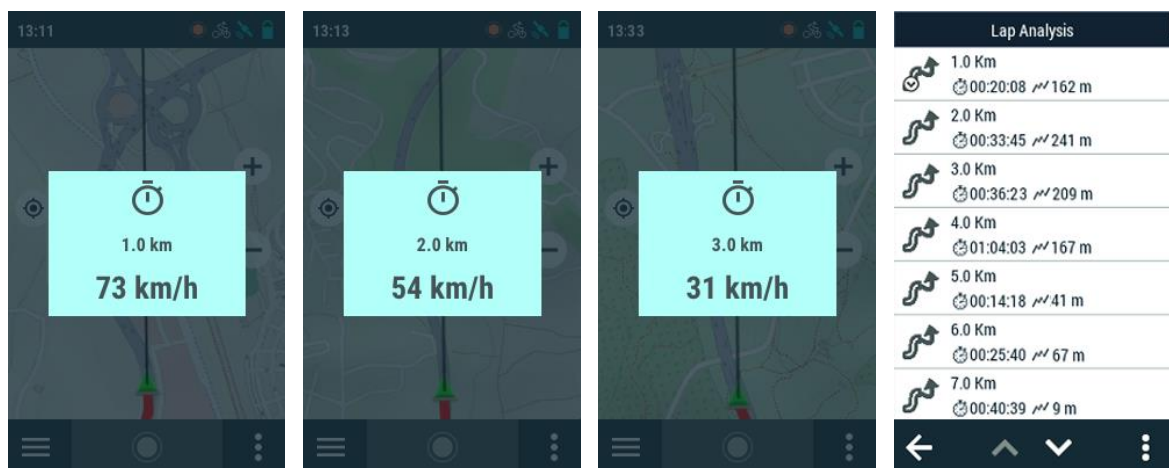 13:11
1.0 km
73 km/h
13:13
2.0 km
54 km/h
13:33
3.0 km
31 km/h
Lap Analysis
1.0 Km
00:20:08 162 m
2.0 Km
00:33:45 241 m
3.0 Km
00:36:23 209 m
4.0 Km
01:04:03 167 m
5.0 Km
00:14:18 41 m
6.0 Km
00:25:40 67 m
7.0 Km
00:40:39 9 m